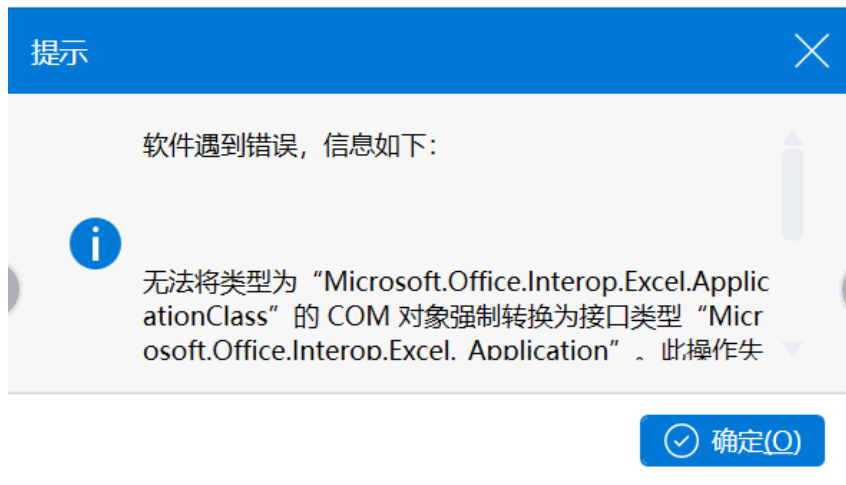 提示
软件遇到错误，信息如下：
无法将类型为“Microsoft.Office.Interop.Excel.Applic
ationClass”的 COM 对象强制转换为接口类型“Micr
osoft.Office.Interop.Excel._Application”。此操作失
确定(O)